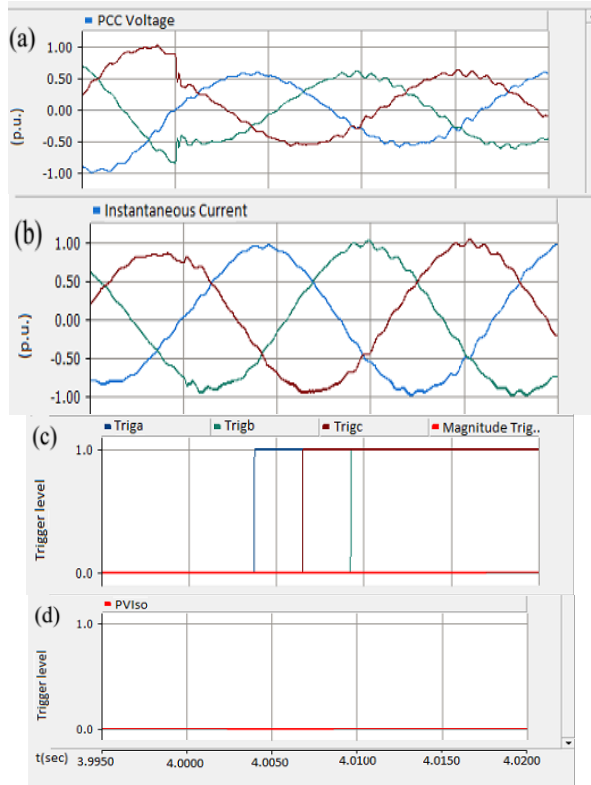 (a)
PCC Voltage
1.00
0.50
0.00
-0.50
-1.00
(p.u.)
(b)
Instantaneous Current
1.00
0.50
0.00
-0.50
-1.00
(p.u.)
(c)
Triga Trigb Trigc Magnitude Trig..
1.0
0.0
Trigger level
(d)
PVIso
1.0
0.0
Trigger level
t(sec) 3.9950 4.0000 4.0050 4.0100 4.0150 4.0200